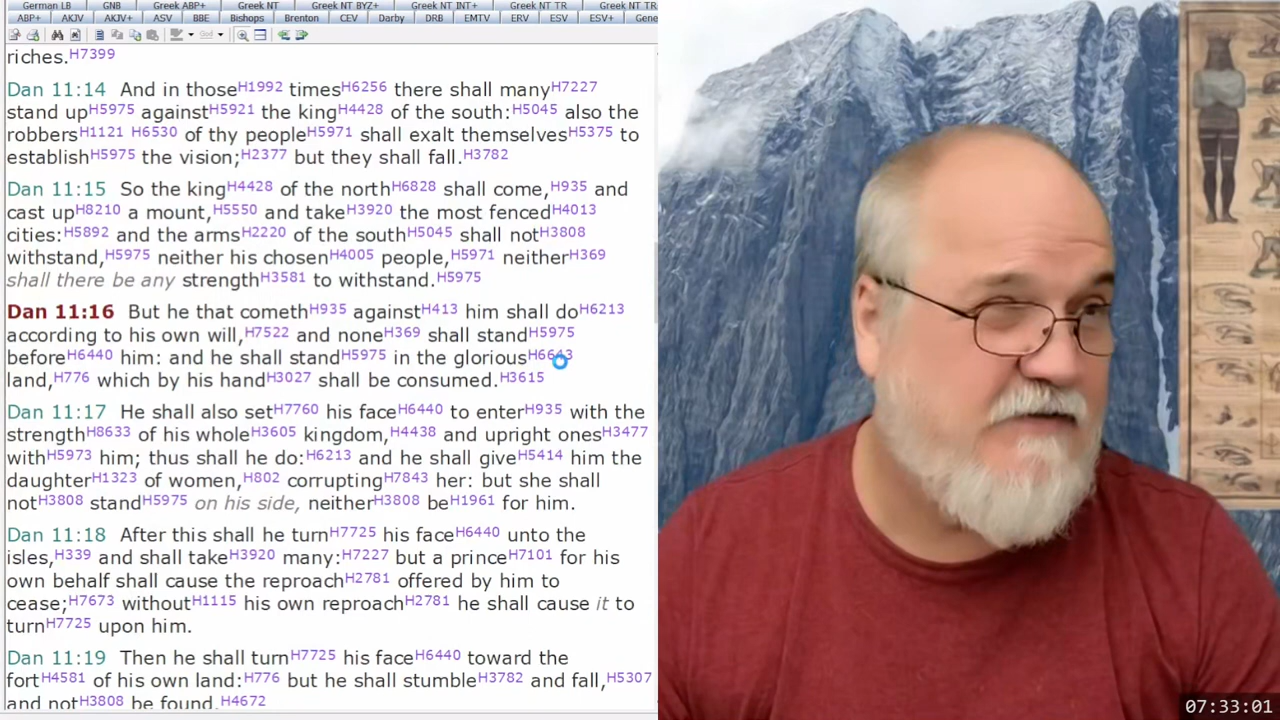 German LB GNB Greek ABP+ Greek NT Greek NT BYZ+ Greek NT INT+ Greek NT TR Greek NT TR
ABP+ AKJV AKJV+ ASV BBE Bishops Brenton CEV Darby DRB EMTV ERV ESV ESV+ Gene
riches.H7399
Dan 11:14 And in thoseH1992 timesH6256 there shall manyH7227
stand upH5975 againstH5921 the kingH4428 of the south:H5045 also the
robbersH1121 H6530 of thy peopleH5971 shall exalt themselvesH5375 to
establishH5975 the vision;H2377 but they shall fall.H3782
Dan 11:15 So the kingH4428 of the northH6828 shall come,H935 and
cast upH8210 a mount,H5550 and takeH3920 the most fencedH4013
cities:H5892 and the armsH2220 of the southH5045 shall notH3808
withstand,H5975 neither his chosenH4005 people,H5971 neitherH369
shall there be any strengthH3581 to withstand.H5975
Dan 11:16 But he that comethH935 againstH413 him shall doH6213
according to his own will,H7522 and noneH369 shall standH5975
beforeH6440 him: and he shall standH5975 in the gloriousH6643
land,H776 which by his handH3027 shall be consumed.H3615
Dan 11:17 He shall also setH7760 his faceH6440 to enterH935 with the
strengthH8633 of his wholeH3605 kingdom,H4438 and upright onesH3477
withH5973 him; thus shall he do:H6213 and he shall giveH5414 him the
daughterH1323 of women,H802 corruptingH7843 her: but she shall
notH3808 standH5975 on his side, neitherH3808 beH1961 for him.
Dan 11:18 After this shall he turnH7725 his faceH6440 unto the
isles,H339 and shall takeH3920 many:H7227 but a princeH7101 for his
own behalf shall cause the reproachH2781 offered by him to
cease;H7673 withoutH1115 his own reproachH2781 he shall cause it to
turnH7725 upon him.
Dan 11:19 Then he shall turnH7725 his faceH6440 toward the
fortH4581 of his own land:H776 but he shall stumbleH3782 and fall,H5307
and notH3808 be found.H4672
07:33:01